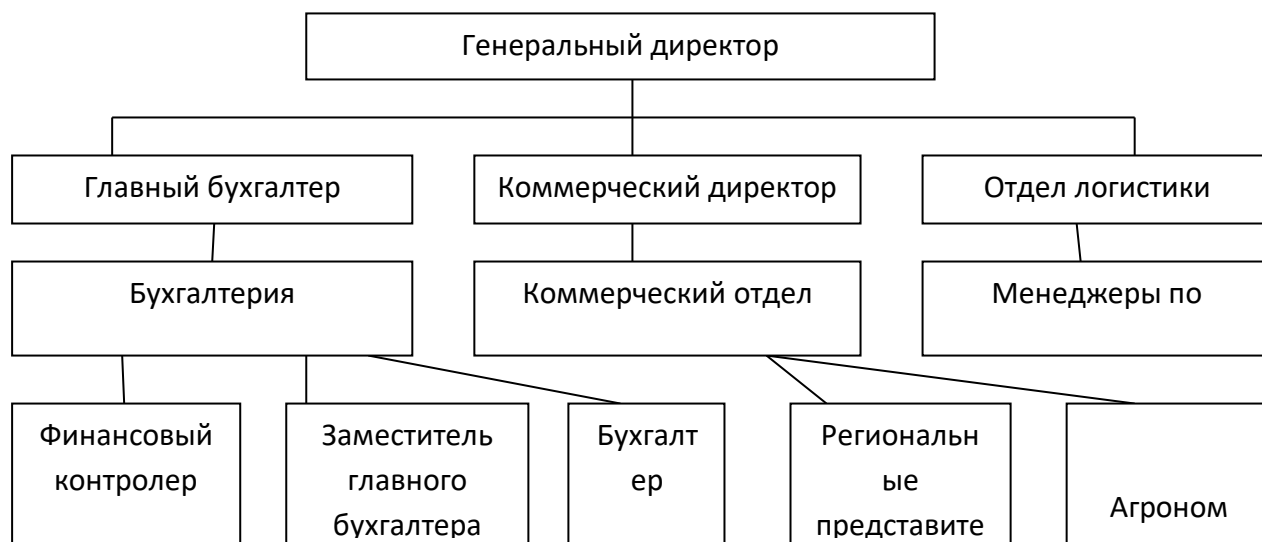 Генеральный директор
Главный бухгалтер
Коммерческий директор
Отдел логистики
Бухгалтерия
Коммерческий отдел
Менеджеры по
Финансовый
контролер
Заместитель
главного
бухгалтера
Бухгалт
ер
Региональн
ые
представите
Агроном